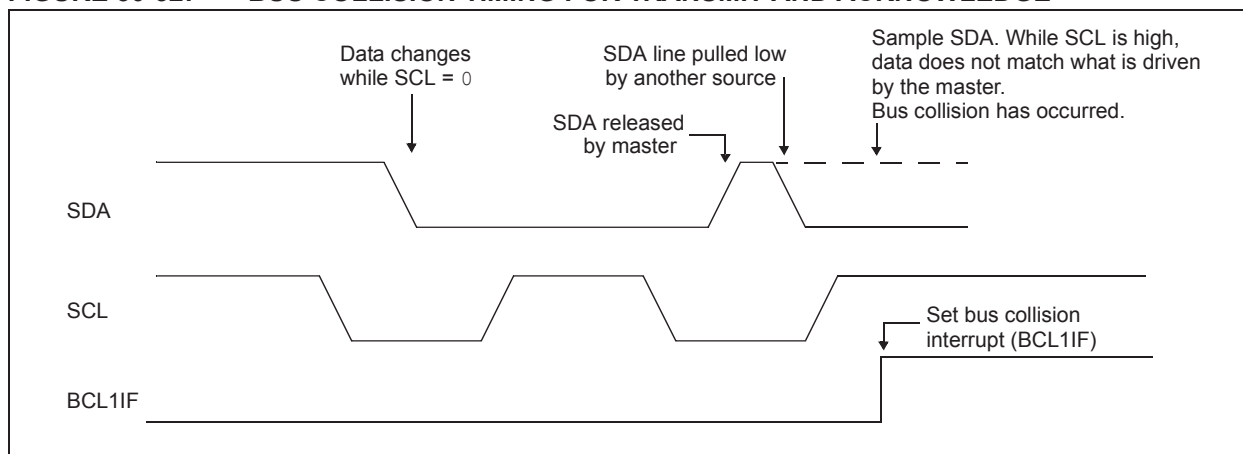 Data changes
while SCL = 0
SDA line pulled low
by another source
SDA released
by master
Sample SDA. While SCL is high,
data does not match what is driven
by the master.
Bus collision has occurred.
SDA
SCL
Set bus collision
interrupt (BCL1IF)
BCL1IF